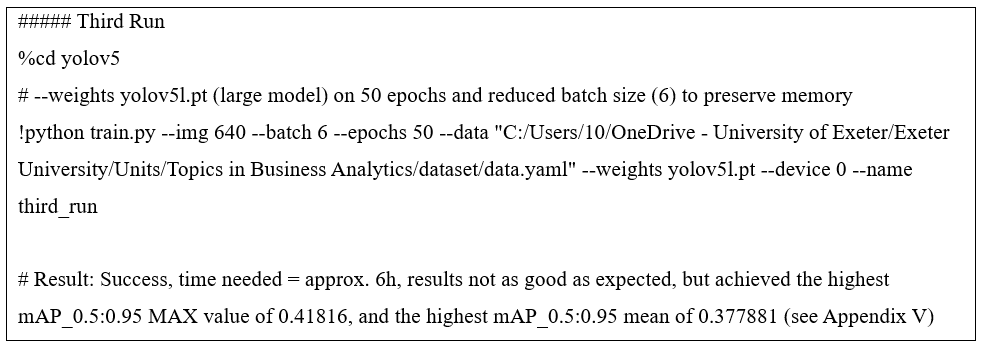 ##### Third Run
%cd yolov5
# --weights yolov5l.pt (large model) on 50 epochs and reduced batch size (6) to preserve memory
!python train.py --img 640 --batch 6 --epochs 50 --data "C:/Users/10/OneDrive - University of Exeter/Exeter
University/Units/Topics in Business Analytics/dataset/data.yaml" --weights yolov5l.pt --device 0 --name
third_run
# Result: Success, time needed = approx. 6h, results not as good as expected, but achieved the highest
mAP_0.5:0.95 MAX value of 0.41816, and the highest mAP_0.5:0.95 mean of 0.377881 (see Appendix V)